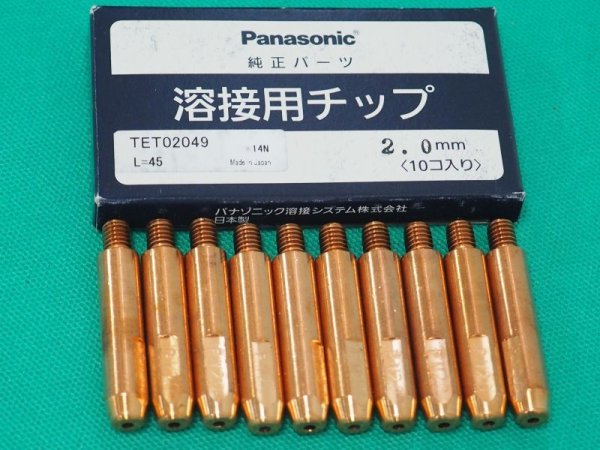 Panasonic
純正パーツ
溶接用チップ
TET02049 14N 2.0mm
L=45 Made in Japan 〈10コ入り〉
パナソニック溶接システム株式会社
日本製